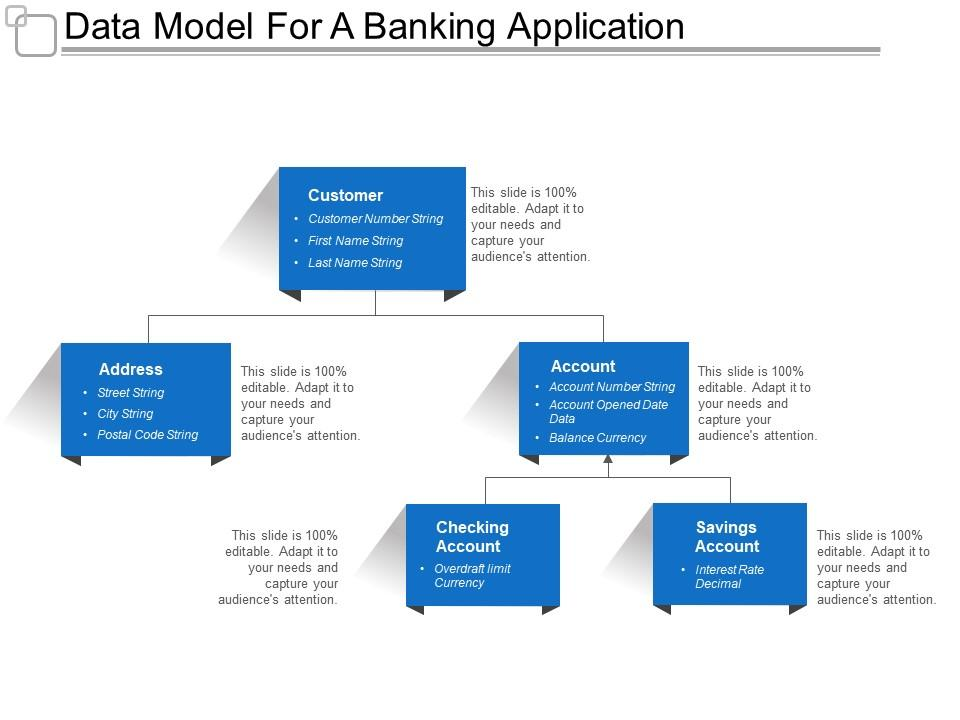 Data Model For A Banking Application
Customer
• Customer Number String
• First Name String
• Last Name String
This slide is 100%
editable. Adapt it to
your needs and
capture your
audience's attention.
Address
• Street String
• City String
• Postal Code String
This slide is 100%
editable. Adapt it to
your needs and
capture your
audience's attention.
Account
• Account Number String
• Account Opened Date
Data
• Balance Currency
This slide is 100%
editable. Adapt it to
your needs and
capture your
audience's attention.
This slide is 100%
editable. Adapt it to
your needs and
capture your
audience's attention.
Checking
Account
• Overdraft limit
Currency
Savings
Account
• Interest Rate
Decimal
This slide is 100%
editable. Adapt it to
your needs and
capture your
audience's attention.